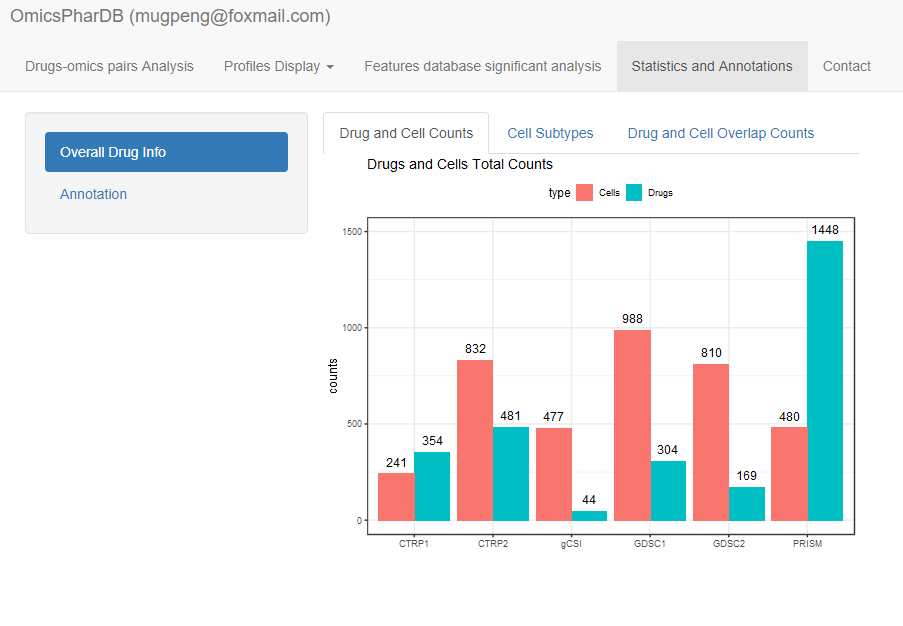 OmicsPharDB (mugpeng@foxmail.com)
Drugs-omics pairs Analysis Profiles Display Features database significant analysis Statistics and Annotations Contact
Overall Drug Info
Annotation
Drug and Cell Counts Cell Subtypes Drug and Cell Overlap Counts
Drugs and Cells Total Counts
type Cells Drugs
counts
1500
1000
500
0
241 354 832 481 477 44 988 304 810 169 480 1448
CTRP1 CTRP2 gCSI GDSC1 GDSC2 PRISM